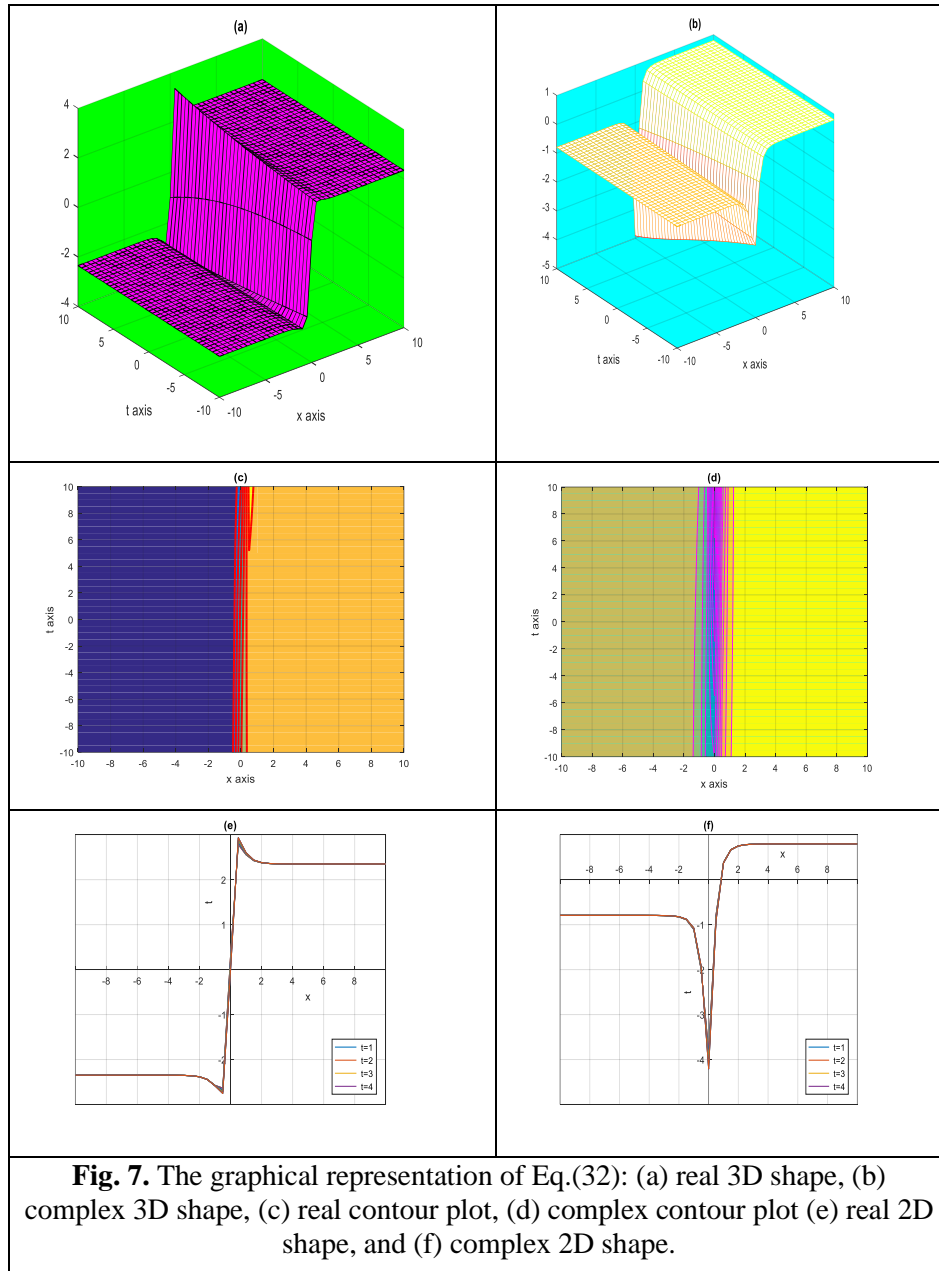 (a)
4
2
0
-2
-4
10
5
0
-5
-10
t axis
-10
-5
0
5
10
x axis
(b)
1
0
-1
-2
-3
-4
-5
10
5
0
-5
-10
t axis
-10
-5
0
5
10
x axis
(c)
10
8
6
4
2
0
-2
-4
-6
-8
-10
t axis
-10 -8 -6 -4 -2 0 2 4 6 8 10
x axis
(d)
10
8
6
4
2
0
-2
-4
-6
-8
-10
t axis
-10 -8 -6 -4 -2 0 2 4 6 8 10
x axis
(e)
2
t
1
-8 -6 -4 -2 2 4 6 8
x
-1
-2
t=1
t=2
t=3
t=4
(f)
x
-8 -6 -4 -2 2 4 6 8
-1
-2
t
-3
-4
t=1
t=2
t=3
t=4
Fig. 7. The graphical representation of Eq.(32): (a) real 3D shape, (b)
complex 3D shape, (c) real contour plot, (d) complex contour plot (e) real 2D
shape, and (f) complex 2D shape.